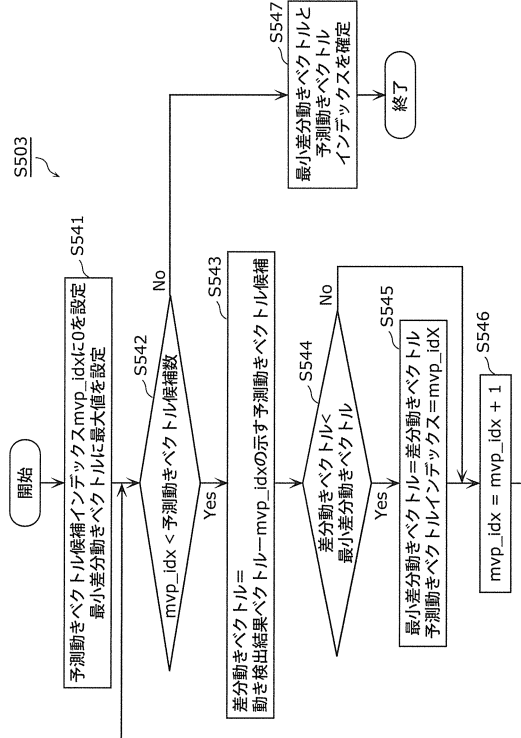 S503
開始
S541
予測動きベクトル候補インデックスmvp_idxに0を設定
最小差分動きベクトルに最大値を設定
S542
mvp_idx < 予測動きベクトル候補数
No
Yes
S543
差分動きベクトル=
動き検出結果ベクトルーmvp_idxの示す予測動きベクトル候補
S544
差分動きベクトル<
最小差分動きベクトル
No
Yes
S545
最小差分動きベクトル=差分動きベクトル
予測動きベクトルインデックス=mvp_idx
S546
mvp_idx = mvp_idx + 1
S547
最小差分動きベクトルと
予測動きベクトル
インデックスを確定
終了